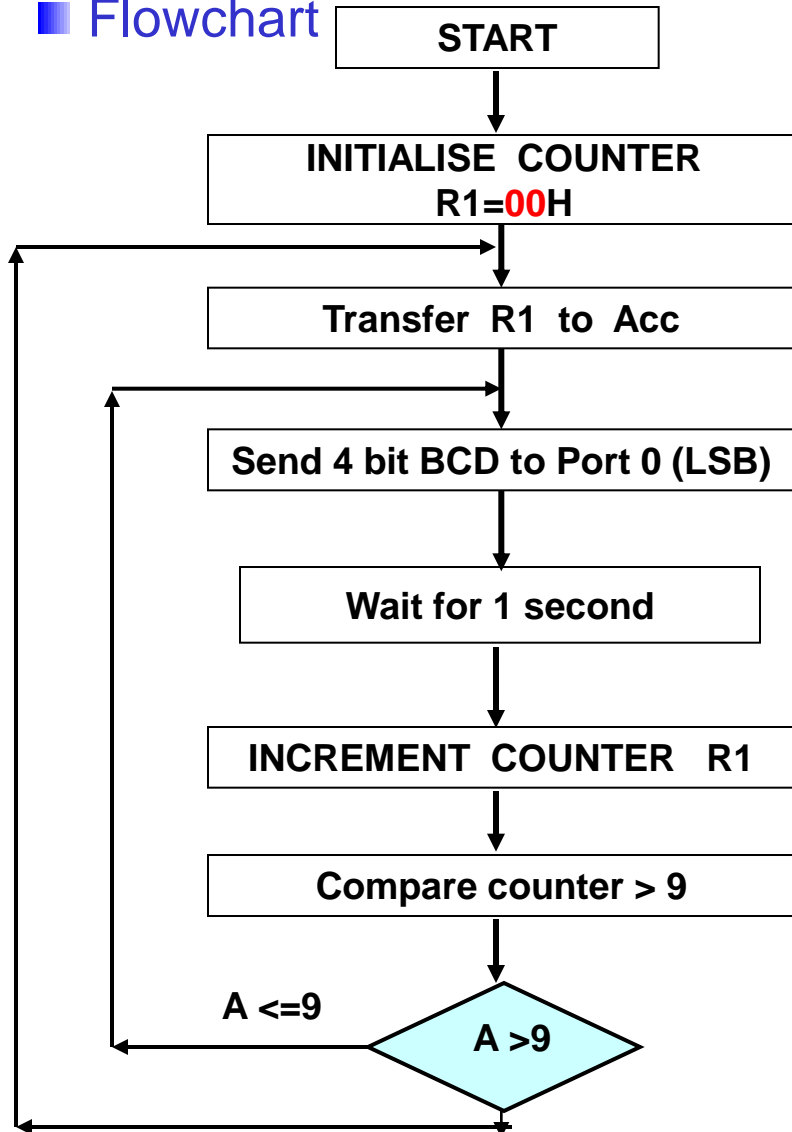 Flowchart
START
INITIALISE COUNTER
R1=00H
Transfer R1 to Acc
Send 4 bit BCD to Port 0 (LSB)
Wait for 1 second
INCREMENT COUNTER R1
Compare counter > 9
A <=9
A >9